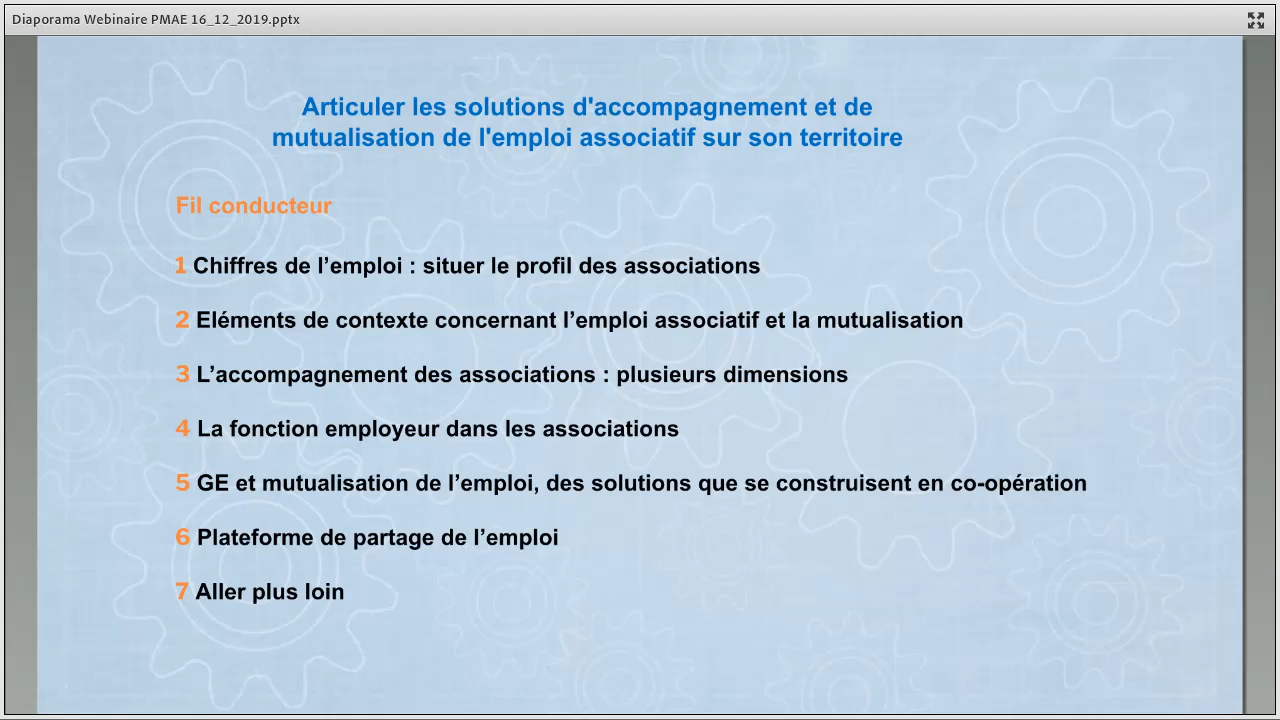 Diaporama Webinaire PMAE 16_12_2019.pptx
Articuler les solutions d'accompagnement et de
mutualisation de l'emploi associatif sur son territoire
Fil conducteur
1 Chiffres de l’emploi : situer le profil des associations
2 Eléments de contexte concernant l’emploi associatif et la mutualisation
3 L’accompagnement des associations : plusieurs dimensions
4 La fonction employeur dans les associations
5 GE et mutualisation de l’emploi, des solutions que se construisent en co-opération
6 Plateforme de partage de l’emploi
7 Aller plus loin